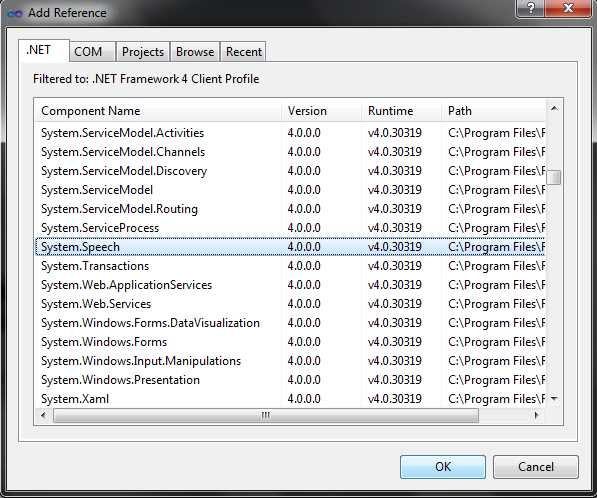 Add Reference
.NET COM Projects Browse Recent
Filtered to: .NET Framework 4 Client Profile
Component Name Version Runtime Path
System.ServiceModel.Activities 4.0.0.0 v4.0.30319 C:\Program Files\F
System.ServiceModel.Channels 4.0.0.0 v4.0.30319 C:\Program Files\F
System.ServiceModel.Discovery 4.0.0.0 v4.0.30319 C:\Program Files\F
System.ServiceModel 4.0.0.0 v4.0.30319 C:\Program Files\F
System.ServiceModel.Routing 4.0.0.0 v4.0.30319 C:\Program Files\F
System.ServiceProcess 4.0.0.0 v4.0.30319 C:\Program Files\F
System.Speech 4.0.0.0 v4.0.30319 C:\Program Files\F
System.Transactions 4.0.0.0 v4.0.30319 C:\Program Files\F
System.Web.ApplicationServices 4.0.0.0 v4.0.30319 C:\Program Files\F
System.Web.Services 4.0.0.0 v4.0.30319 C:\Program Files\F
System.Windows.Forms.DataVisualization 4.0.0.0 v4.0.30319 C:\Program Files\F
System.Windows.Forms 4.0.0.0 v4.0.30319 C:\Program Files\F
System.Windows.Input.Manipulations 4.0.0.0 v4.0.30319 C:\Program Files\F
System.Windows.Presentation 4.0.0.0 v4.0.30319 C:\Program Files\F
System.Xaml 4.0.0.0 v4.0.30319 C:\Program Files\F
OK Cancel